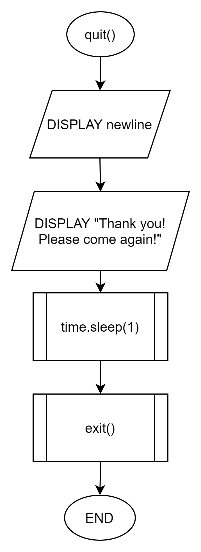 quit()
DISPLAY newline
DISPLAY "Thank you!
Please come again!"
time.sleep(1)
exit()
END